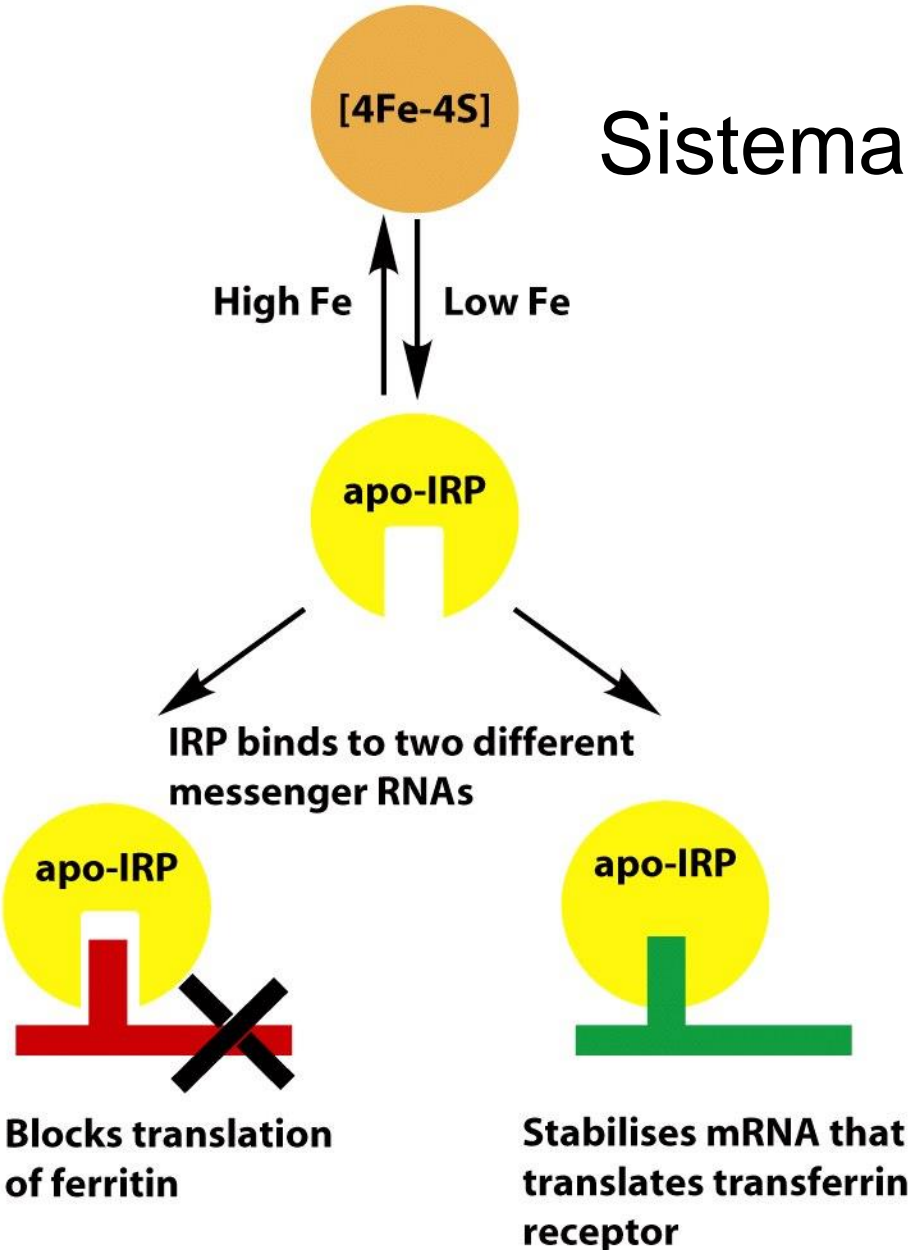 [4Fe-4S]
Sistema
High Fe
Low Fe
apo-IRP
IRP binds to two different
messenger RNAs
apo-IRP
apo-IRP
Blocks translation
of ferritin
Stabilises mRNA that
translates transferrin
receptor